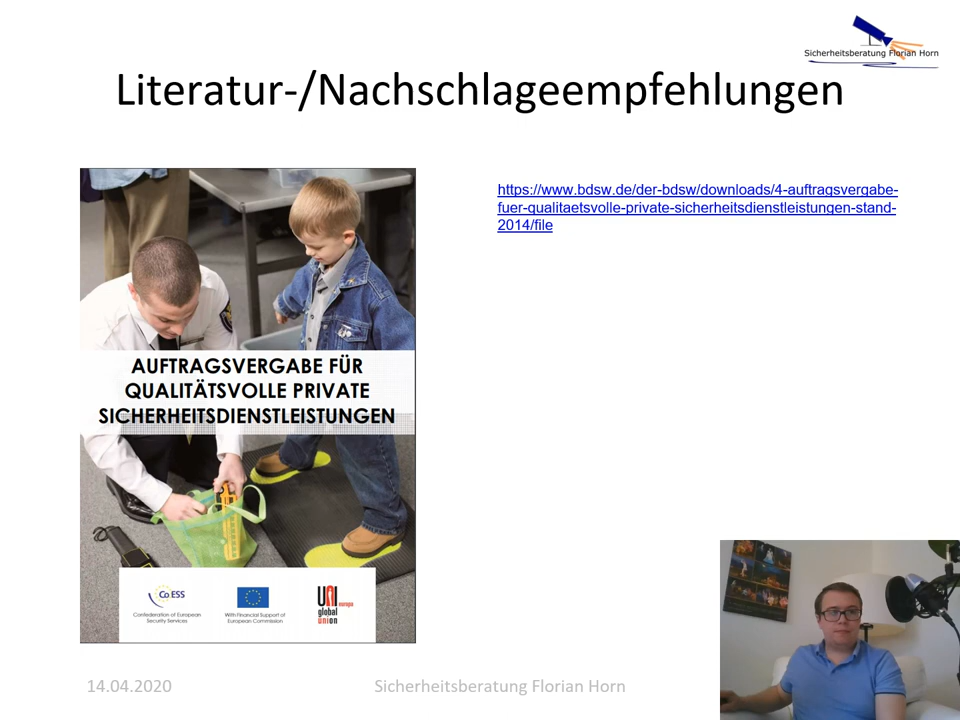 Sicherheitsberatung Florian Horn
Literatur-/Nachschlageempfehlungen
https://www.bdsw.de/der-bdsw/downloads/4-auftragsvergabe-
fuer-qualitaetsvolle-private-sicherheitsdienstleistungen-stand-
2014/file
AUFTRAGSVERGABE FÜR
QUALITÄTSVOLLE PRIVATE
SICHERHEITSDIENSTLEISTUNGEN
CoESS
Confederation of European
Security Services
With Financial Support of
European Commission
UNI
europa
global
union
14.04.2020
Sicherheitsberatung Florian Horn